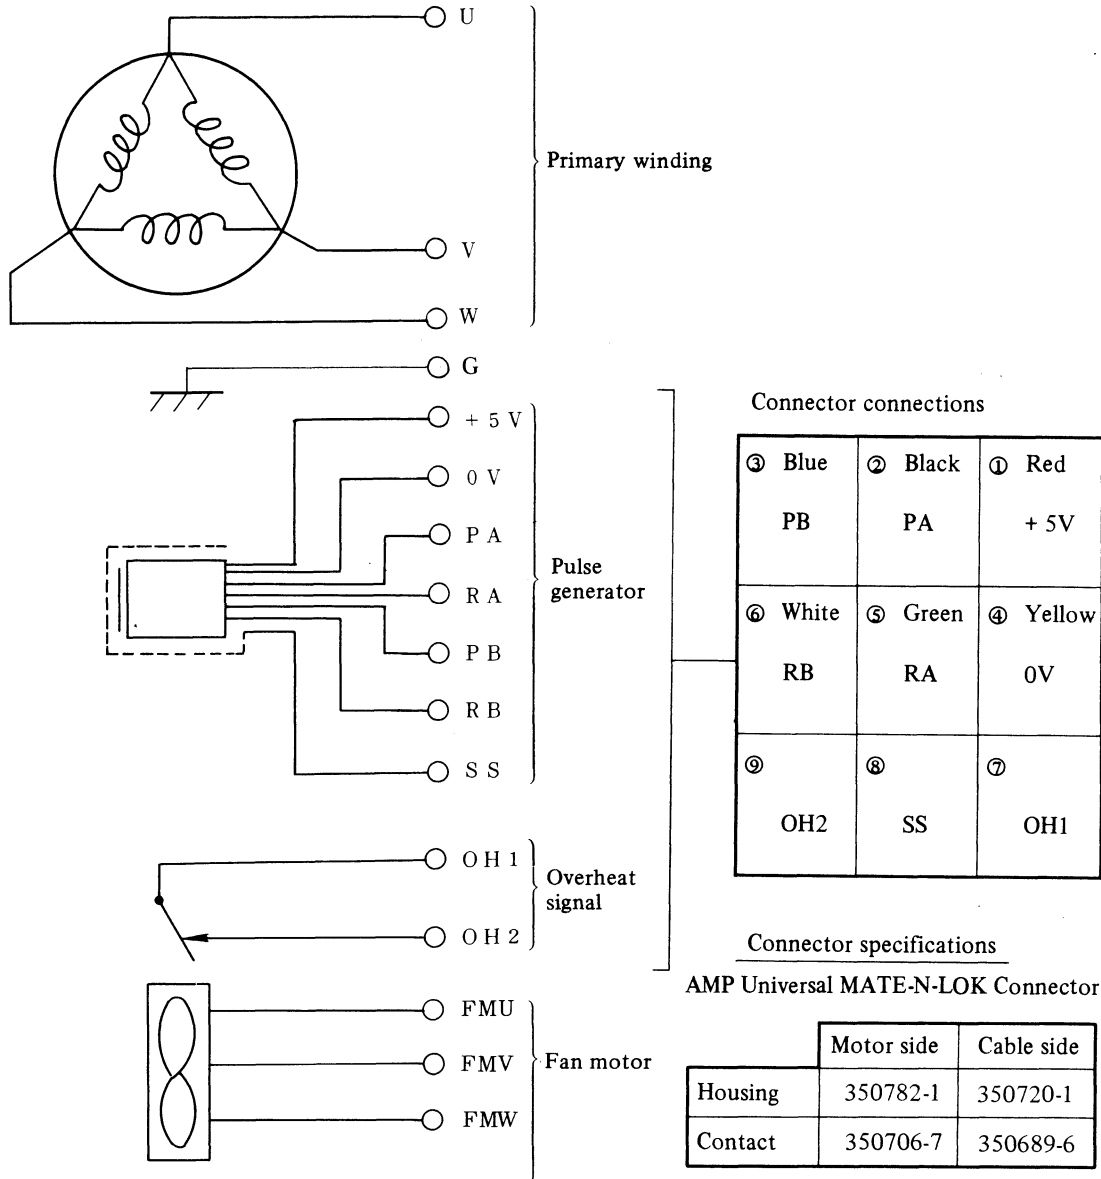 U
Primary winding
V
W
G
+ 5 V
0 V
P A
R A
P B
R B
S S
Pulse
generator
O H 1
O H 2
Overheat
signal
FMU
FMV
FMW
Fan motor
Connector connections
③ Blue ② Black ① Red
PB PA + 5V
⑥ White ⑤ Green ④ Yellow
RB RA 0V
⑨ ⑧ ⑦
OH2 SS OH1
Connector specifications
AMP Universal MATE-N-LOK Connector
Motor side Cable side
Housing 350782-1 350720-1
Contact 350706-7 350689-6